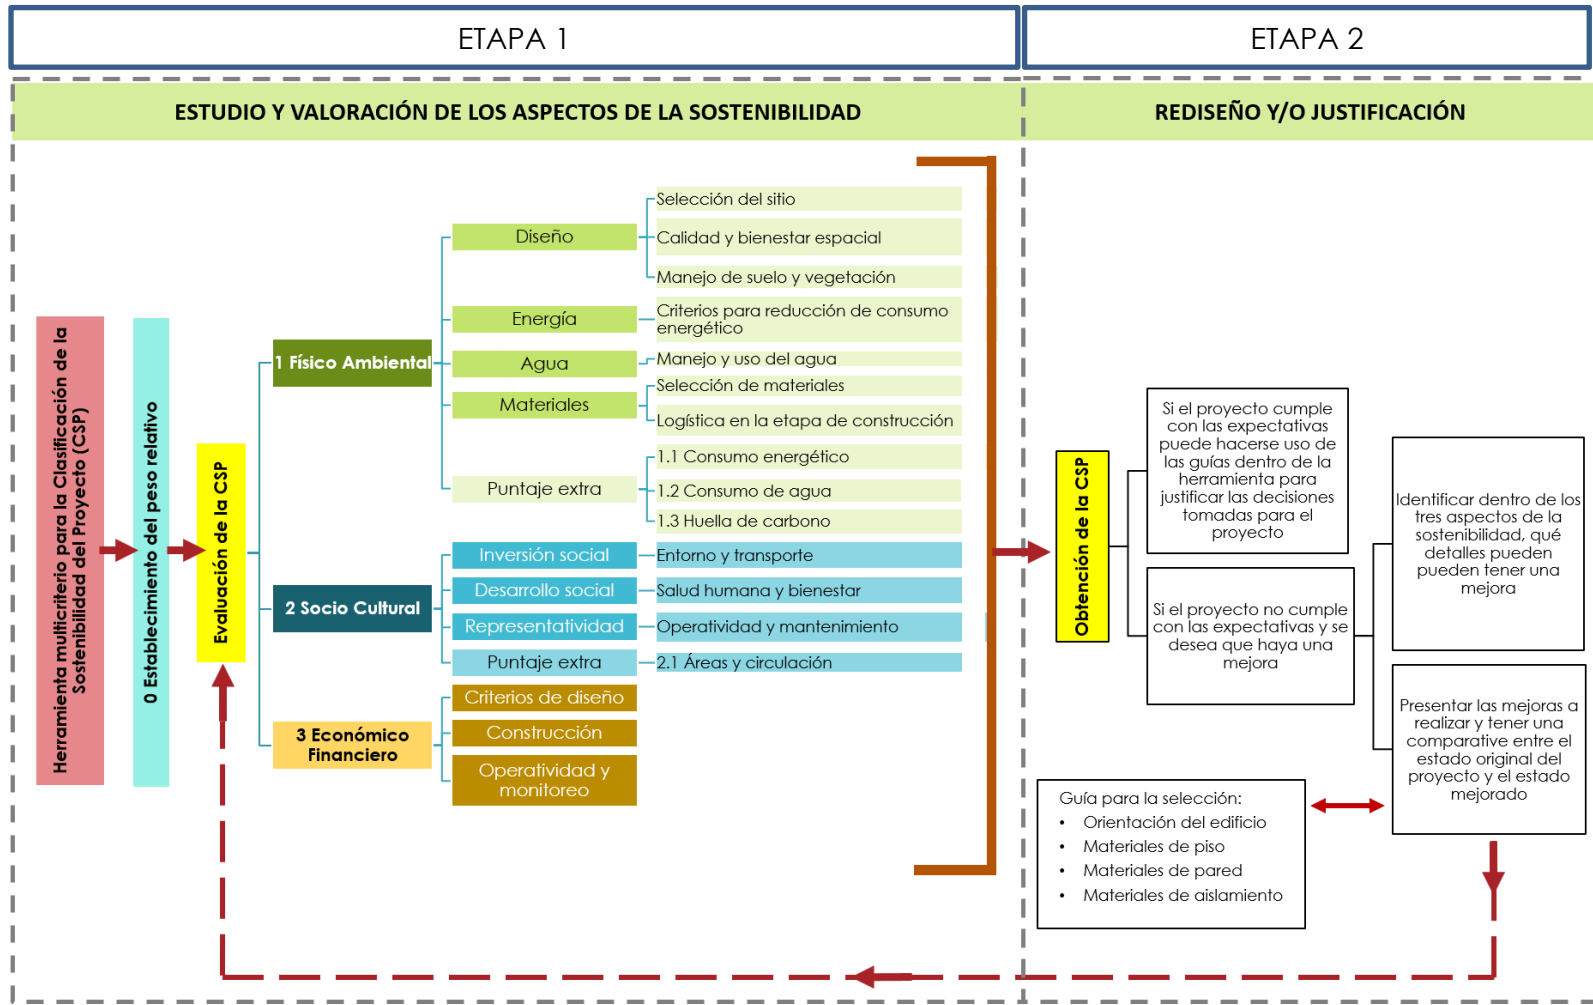 ETAPA 1
ETAPA 2
ESTUDIO Y VALORACIÓN DE LOS ASPECTOS DE LA SOSTENIBILIDAD
REDISEÑO Y/O JUSTIFICACIÓN
Herramienta multicriterio para la Clasificación de la
Sostenibilidad del Proyecto (CSP)
0 Establecimiento del peso relativo
Evaluación de la CSP
1 Físico Ambiental
Diseño
Selección del sitio
Calidad y bienestar espacial
Manejo de suelo y vegetación
Energía
Criterios para reducción de consumo
energético
Agua
Manejo y uso del agua
Materiales
Selección de materiales
Logística en la etapa de construcción
Puntaje extra
1.1 Consumo energético
1.2 Consumo de agua
1.3 Huella de carbono
2 Socio Cultural
Inversión social
Entorno y transporte
Desarrollo social
Salud humana y bienestar
Representatividad
Operatividad y mantenimiento
Puntaje extra
2.1 Áreas y circulación
3 Económico
Financiero
Criterios de diseño
Construcción
Operatividad y
monitoreo
Obtención de la CSP
Si el proyecto cumple
con las expectativas
puede hacerse uso de
las guías dentro de la
herramienta para
justificar las decisiones
tomadas para el
proyecto
Si el proyecto no cumple
con las expectativas y se
desea que haya una
mejora
Identificar dentro de los
tres aspectos de la
sostenibilidad, qué
detalles pueden
pueden tener una
mejora
Presentar las mejoras a
realizar y tener una
comparative entre el
estado original del
proyecto y el estado
mejorado
Guía para la selección:
• Orientación del edificio
• Materiales de piso
• Materiales de pared
• Materiales de aislamiento